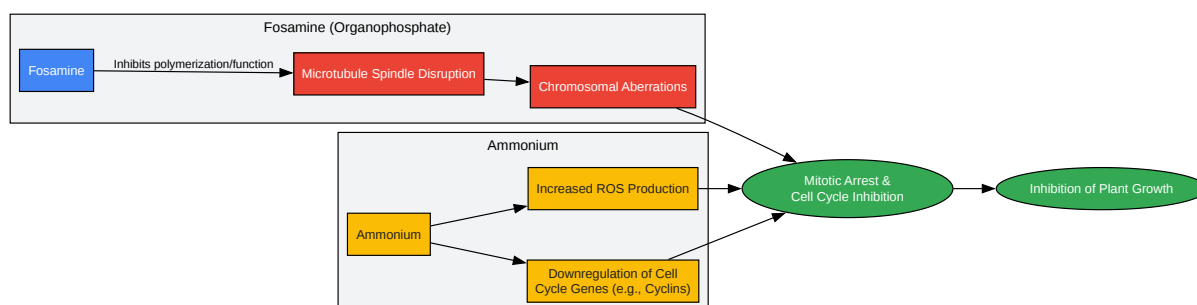 Fosamine (Organophosphate)
Fosamine
Inhibits polymerization/function
Microtubule Spindle Disruption
Chromosomal Aberrations
Ammonium
Ammonium
Increased ROS Production
Downregulation of Cell
Cycle Genes (e.g., Cyclins)
Mitotic Arrest &
Cell Cycle Inhibition
Inhibition of Plant Growth